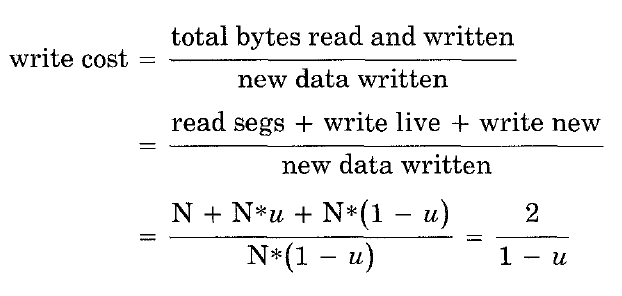 write cost = total bytes read and written / new data written
= read segs + write live + write new / new data written
= N + N*u + N*(1 − u) / N*(1 − u) = 2 / 1 − u